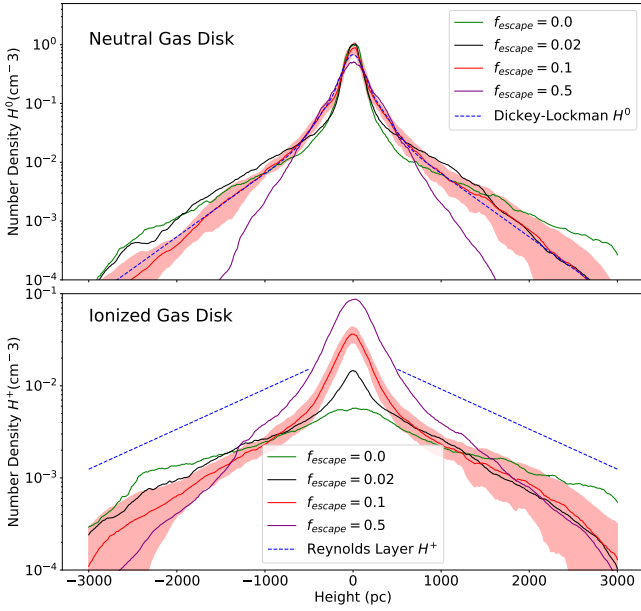 Neutral Gas Disk
f_escape = 0.0
f_escape = 0.02
f_escape = 0.1
f_escape = 0.5
Dickey-Lockman H^0
Number Density H^0(cm− 3)
10^0
10^−1
10^−2
10^−3
10^−4
Ionized Gas Disk
f_escape = 0.0
f_escape = 0.02
f_escape = 0.1
f_escape = 0.5
Reynolds Layer H^+
Number Density H^+(cm− 3)
10^−1
10^−2
10^−3
10^−4
−3000 −2000 −1000 0 1000 2000 3000
Height (pc)